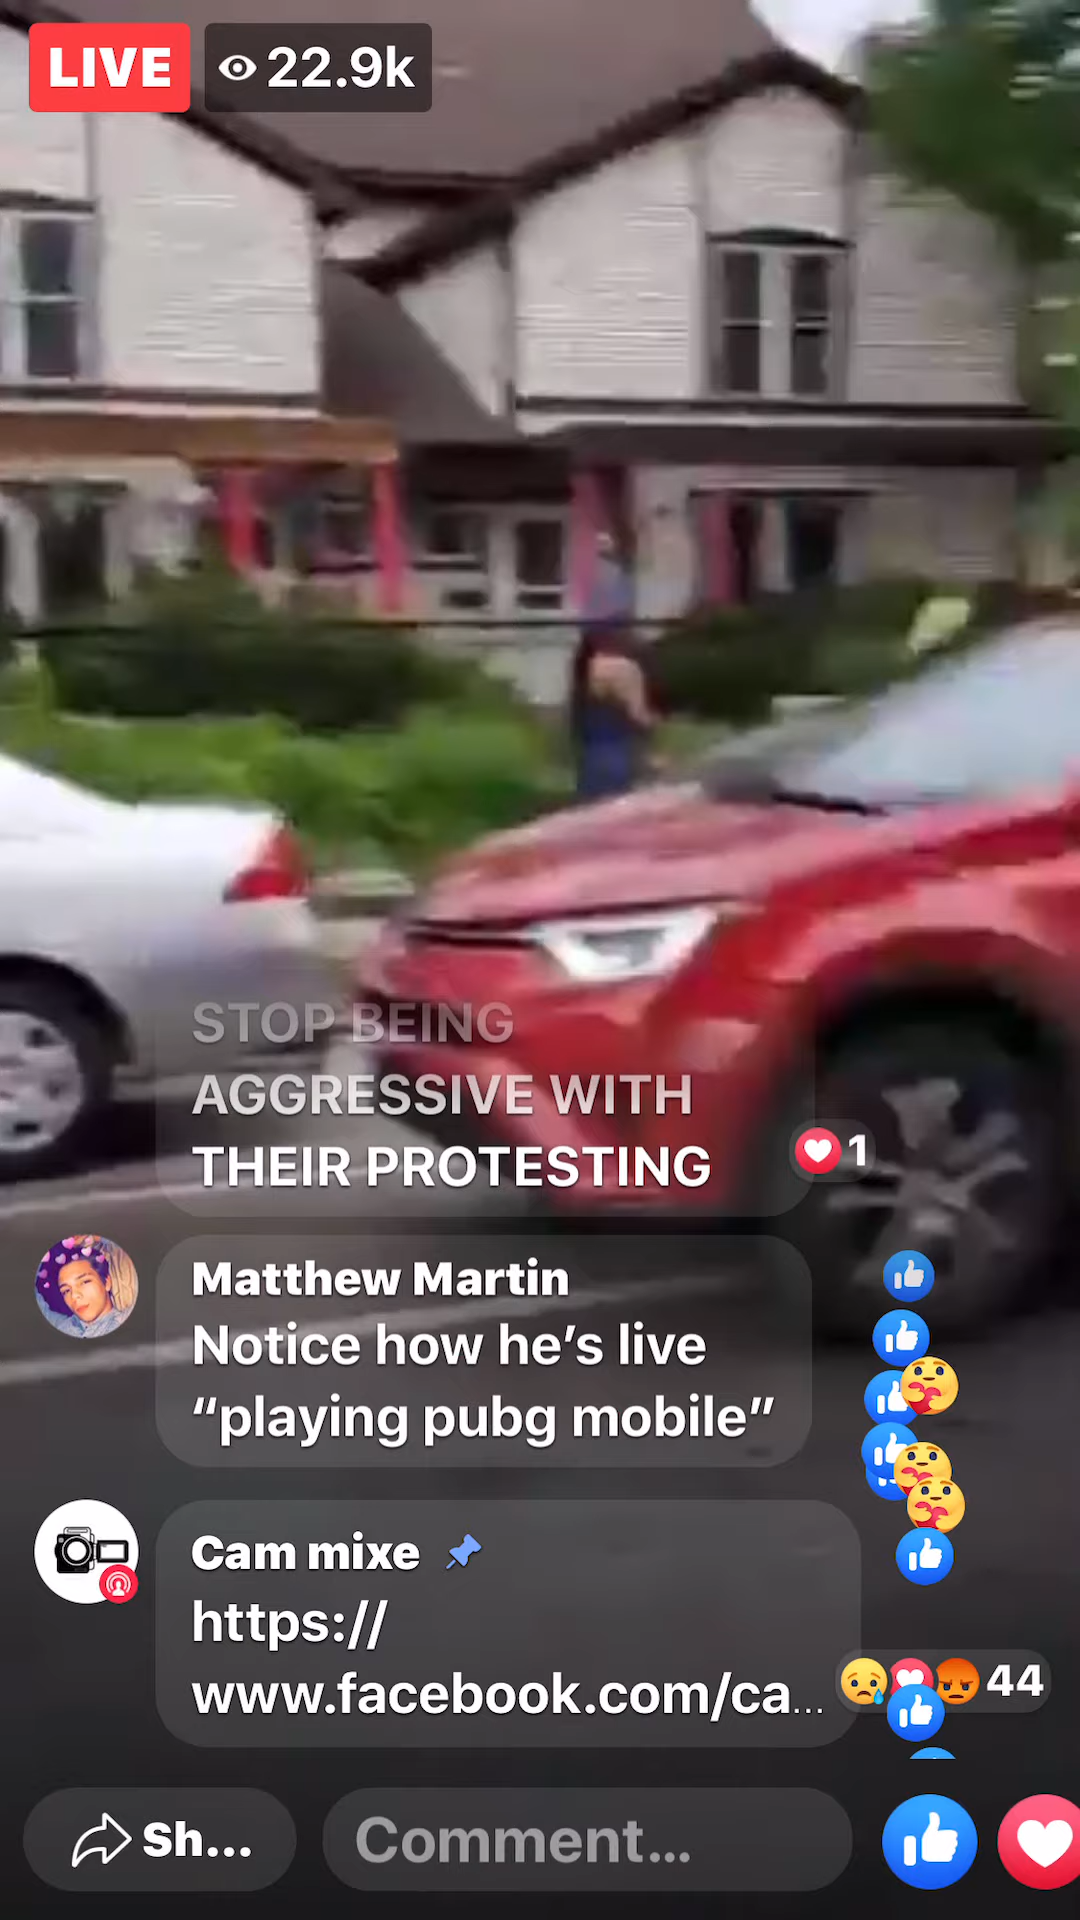 LIVE 22.9k
STOP BEING
AGGRESSIVE WITH
THEIR PROTESTING
1
Matthew Martin
Notice how he’s live
“playing pubg mobile”
Cam mixe
https://
www.facebook.com/ca...
44
Sh...
Comment...